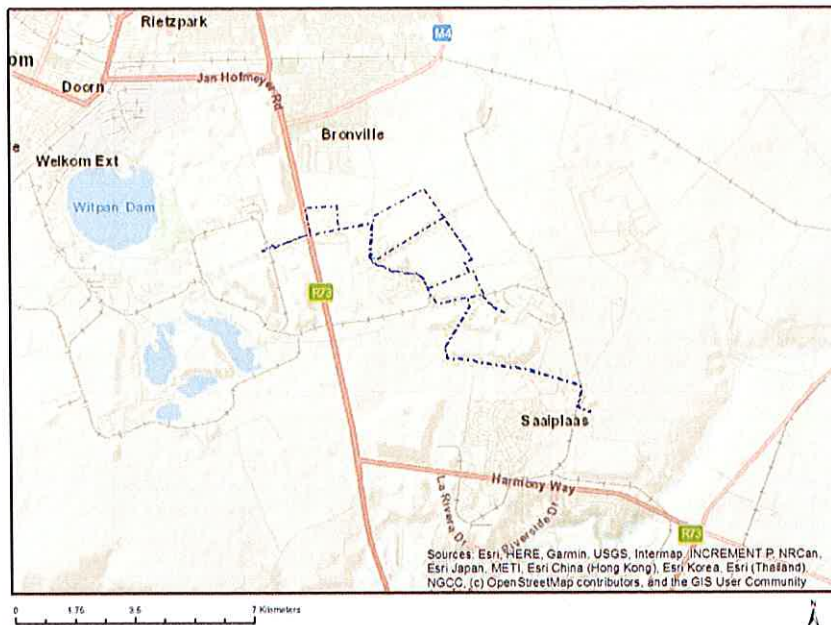 Rietzpark
M4
om
Jan Hofmeyer Rd
Doorn
Bronville
e
Welkom Ext
Witpan Dam
R73
Saaiplaas
Harmony Way
La Rivera Dr
Riverside Dr
R73
Sources: Esri, HERE, Garmin, USGS, Intermap, INCREMENT P, NRCan,
Esri Japan, METI, Esri China (Hong Kong), Esri Korea, Esri (Thailand),
NGCC, (c) OpenStreetMap contributors, and the GIS User Community
0 1.75 3.5 7 Kilometers
N